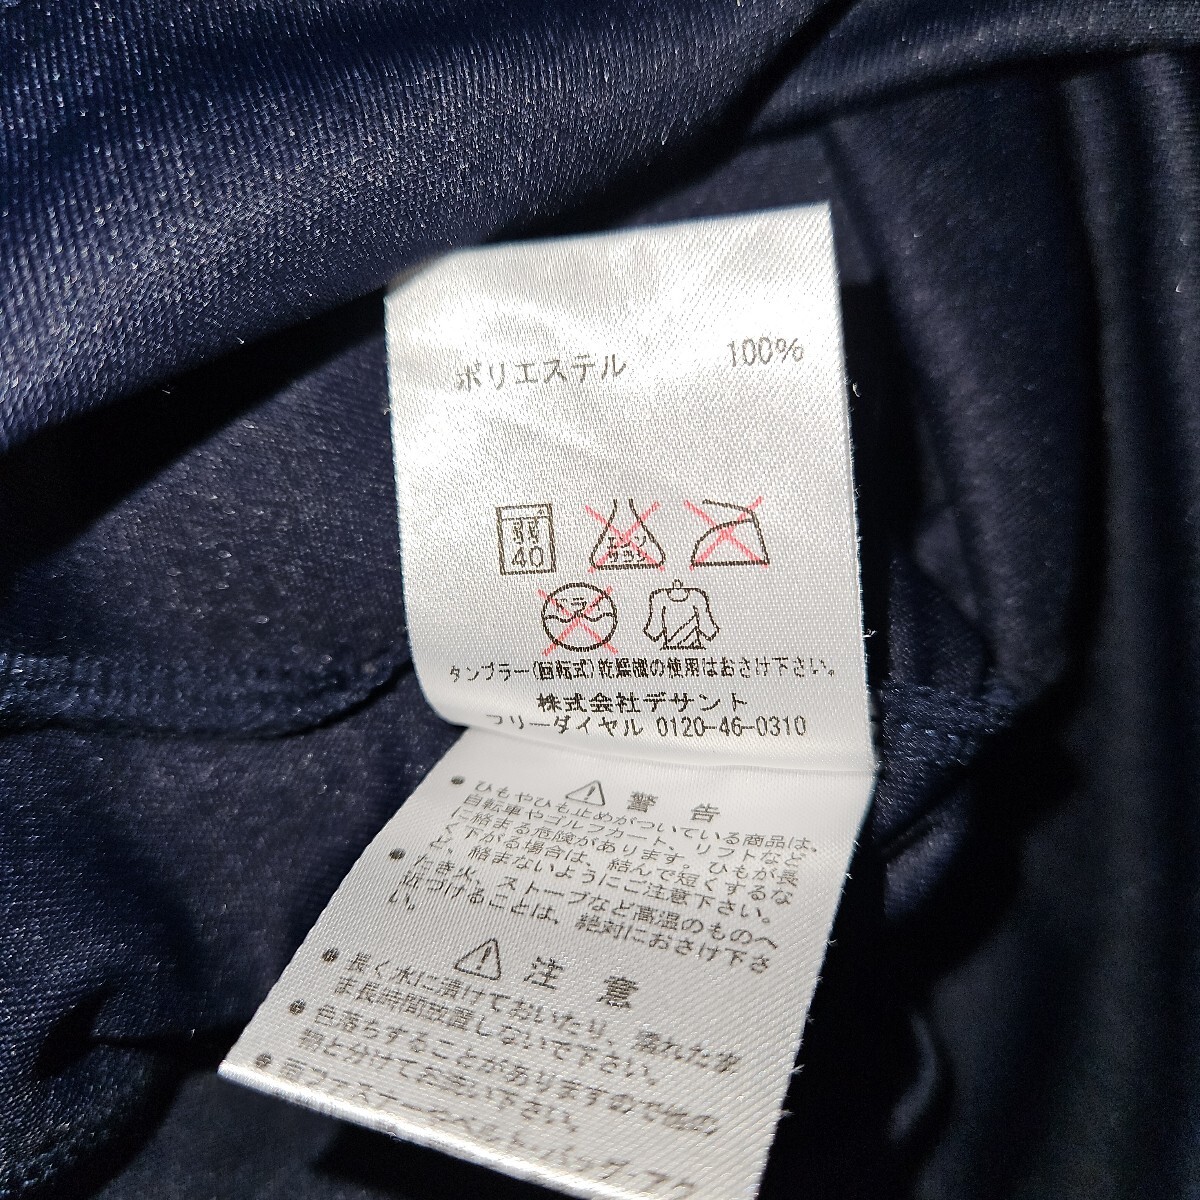 ポリエステル 100%
40
エンソ
サラシ
ドライ
タンブラー(回転式)乾燥機の使用はおさけ下さい。
株式会社デサント
フリーダイヤル 0120-46-0310
警告
・ひもやひも止めがついている商品は、
自転車やゴルフカート、リフトなど
に絡まる危険があります。ひもが長
く下がる場合は、結んで短くするな
ど、絡まないようにご注意下さい。
・たき火、ストーブなど高温のものへ
近づけることは、絶対におさけ下さ
い。
注意
・長く水に漬けておいたり、濡れたま
ま長時間放置しないで下さい。
・色落ちすることがありますので他の
物と分けてお洗い下さい。